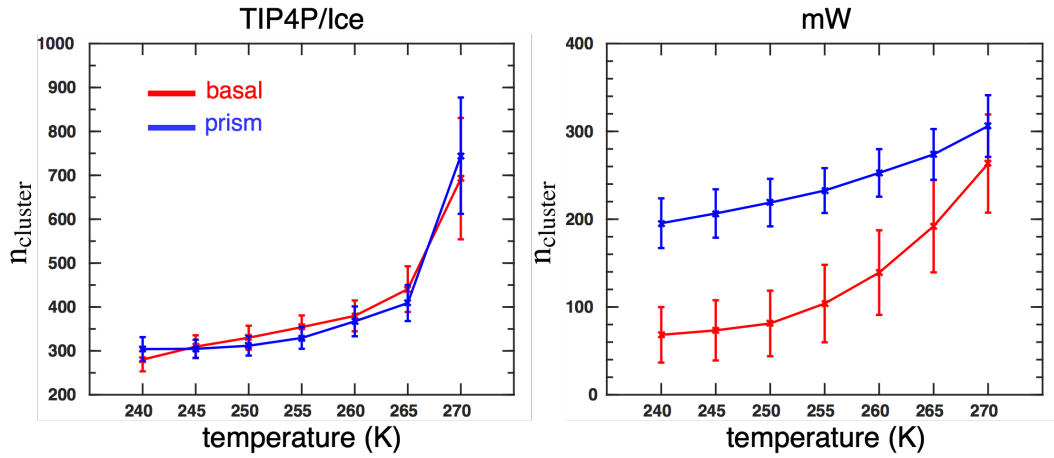 TIP4P/Ice
1000
900
800
700
600
500
400
300
200
n_cluster
basal
prism
240 245 250 255 260 265 270
temperature (K)
mW
400
300
200
100
0
n_cluster
240 245 250 255 260 265 270
temperature (K)